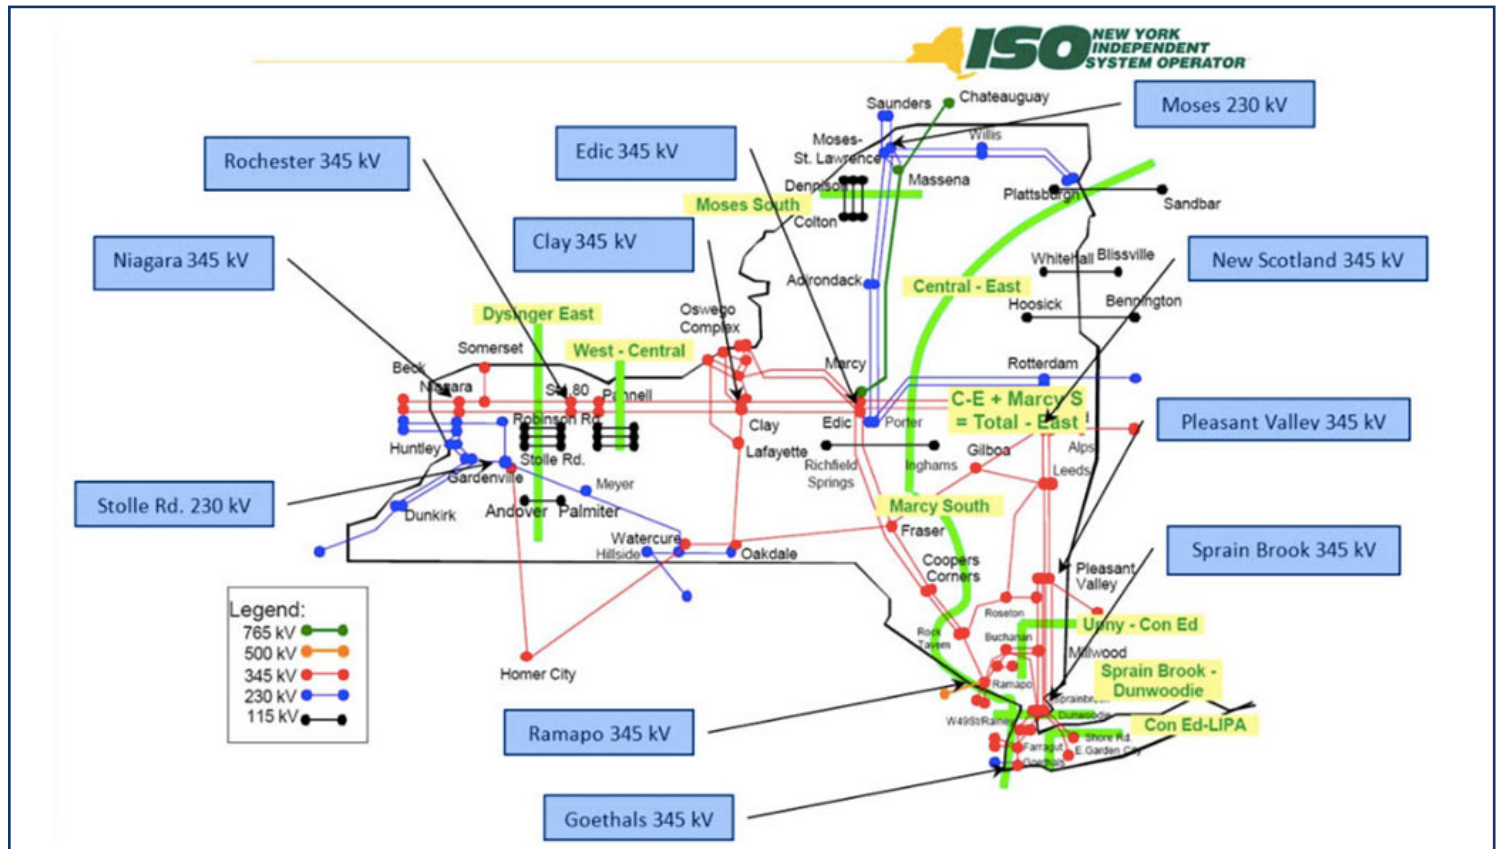 ISO
NEW YORK
INDEPENDENT
SYSTEM OPERATOR
Moses 230 kV
Rochester 345 kV
Edic 345 kV
Clay 345 kV
Niagara 345 kV
New Scotland 345 kV
Pleasant Valley 345 kV
Stolle Rd. 230 kV
Sprain Brook 345 kV
Ramapo 345 kV
Goethals 345 kV
Saunders
Chateauguay
Moses-
St. Lawrence
Willis
Massena
Dennison
Moses South
Colton
Plattsburgh
Sandbar
Adirondack
Central - East
Whitehall
Blissville
Hoosick
Bennington
Oswego
Complex
Dysinger East
West - Central
Somerset
Beck
Niagara
Pannell
Robinson Rd.
Marcy
Rotterdam
C-E + Marcy S
= Total - East
Edic
Porter
Clay
Lafayette
Huntley
Stolle Rd.
Gardenville
Gilboa
Alps
Leeds
Richfield
Springs
Inghams
Meyer
Dunkirk
Andover
Palmiter
Marcy South
Fraser
Watercure
Hillside
Oakdale
Coopers
Corners
Pleasant
Valley
Roseton
Rock
Tavern
Buchanan
Upny - Con Ed
Millwood
Homer City
Ramapo
Sprain Brook -
Dunwoodie
Sprainbrook
Dunwoodie
W49St/Rainey
Con Ed-LIPA
Shore Rd.
Farragut
E Garden City
Goethals
Legend:
765 kV
500 kV
345 kV
230 kV
115 kV